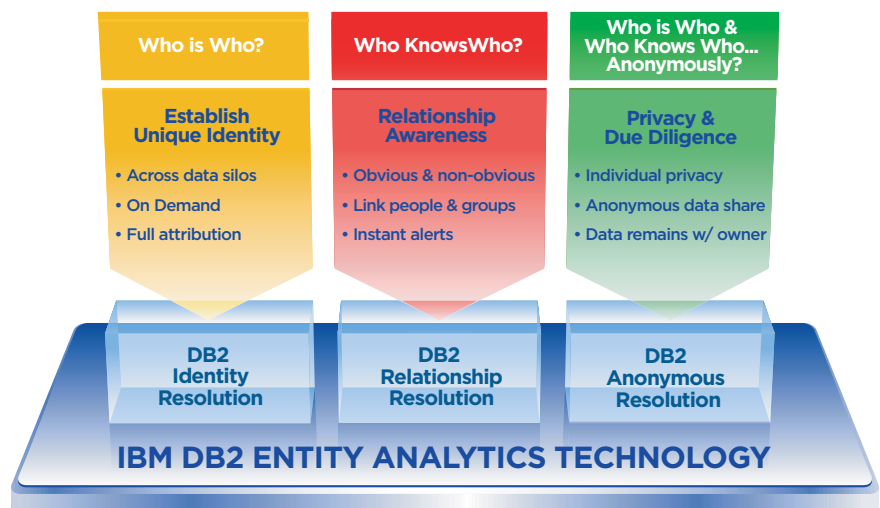 Who is Who?
Establish
Unique Identity
• Across data silos
• On Demand
• Full attribution
DB2
Identity
Resolution
Who KnowsWho?
Relationship
Awareness
• Obvious & non-obvious
• Link people & groups
• Instant alerts
DB2
Relationship
Resolution
Who is Who &
Who Knows Who...
Anonymously?
Privacy &
Due Diligence
• Individual privacy
• Anonymous data share
• Data remains w/ owner
DB2
Anonymous
Resolution
IBM DB2 ENTITY ANALYTICS TECHNOLOGY